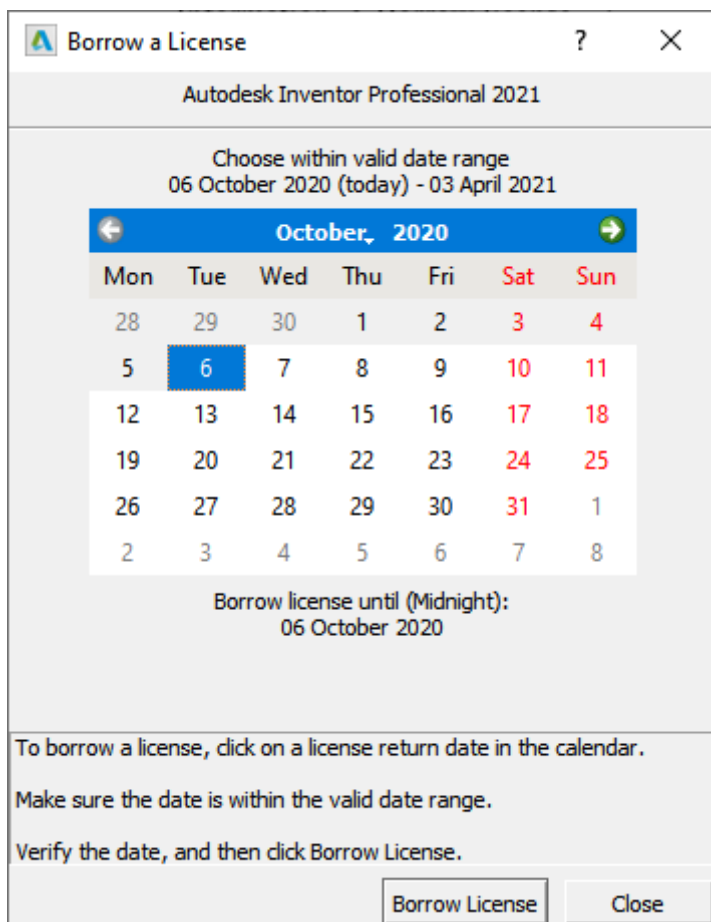 Borrow a License ? ×
Autodesk Inventor Professional 2021
Choose within valid date range
06 October 2020 (today) - 03 April 2021
October, 2020
Mon Tue Wed Thu Fri Sat Sun
28 29 30 1 2 3 4
5 6 7 8 9 10 11
12 13 14 15 16 17 18
19 20 21 22 23 24 25
26 27 28 29 30 31 1
2 3 4 5 6 7 8
Borrow license until (Midnight):
06 October 2020
To borrow a license, click on a license return date in the calendar.
Make sure the date is within the valid date range.
Verify the date, and then click Borrow License.
Borrow License Close